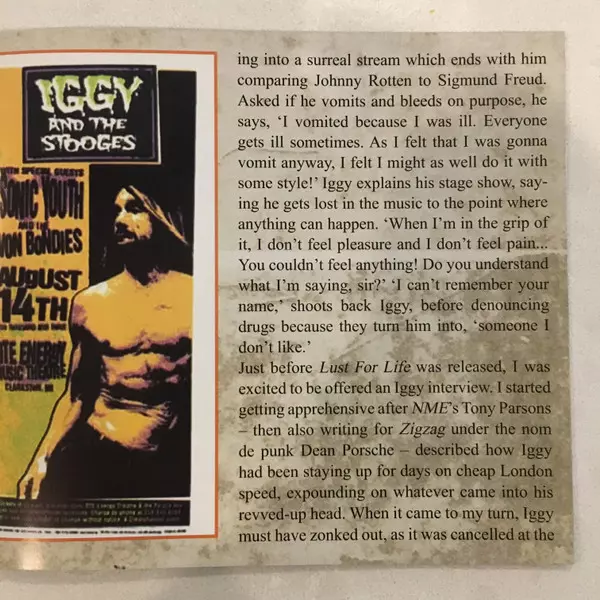 IGGY
AND THE
STOOGES
WITH SPECIAL GUESTS
SONIC YOUTH
AND THE
VON BONDIES
AUGUST
14TH
MUSIC THEATRE
CLARKSTON, MI
ing into a surreal stream which ends with him
comparing Johnny Rotten to Sigmund Freud.
Asked if he vomits and bleeds on purpose, he
says, ‘I vomited because I was ill. Everyone
gets ill sometimes. As I felt that I was gonna
vomit anyway, I felt I might as well do it with
some style!’ Iggy explains his stage show, say-
ing he gets lost in the music to the point where
anything can happen. ‘When I’m in the grip of
it, I don’t feel pleasure and I don’t feel pain...
You couldn’t feel anything! Do you understand
what I’m saying, sir?’ ‘I can’t remember your
name,’ shoots back Iggy, before denouncing
drugs because they turn him into, ‘someone I
don’t like.’
Just before Lust For Life was released, I was
excited to be offered an Iggy interview. I started
getting apprehensive after NME’s Tony Parsons
– then also writing for Zigzag under the nom
de punk Dean Porsche – described how Iggy
had been staying up for days on cheap London
speed, expounding on whatever came into his
revved-up head. When it came to my turn, Iggy
must have zonked out, as it was cancelled at the